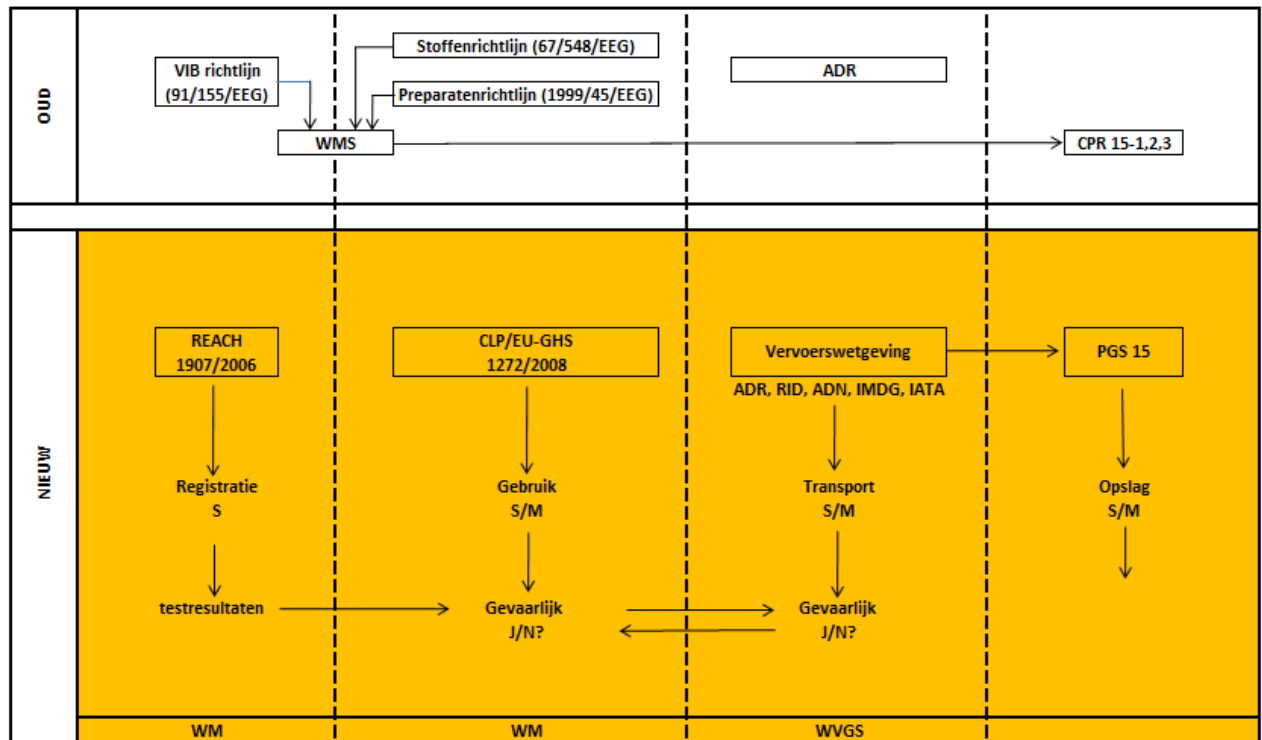 OUD
VIB richtlijn
(91/155/EEG)
Stoffenrichtlijn (67/548/EEG)
Preparatenrichtlijn (1999/45/EEG)
ADR
WMS
CPR 15-1,2,3
NIEUW
REACH
1907/2006
CLP/EU-GHS
1272/2008
Vervoerswetgeving
ADR, RID, ADN, IMDG, IATA
PGS 15
Registratie
S
Gebruik
S/M
Transport
S/M
Opslag
S/M
testresultaten
Gevaarlijk
J/N?
Gevaarlijk
J/N?
WM
WM
WVGS